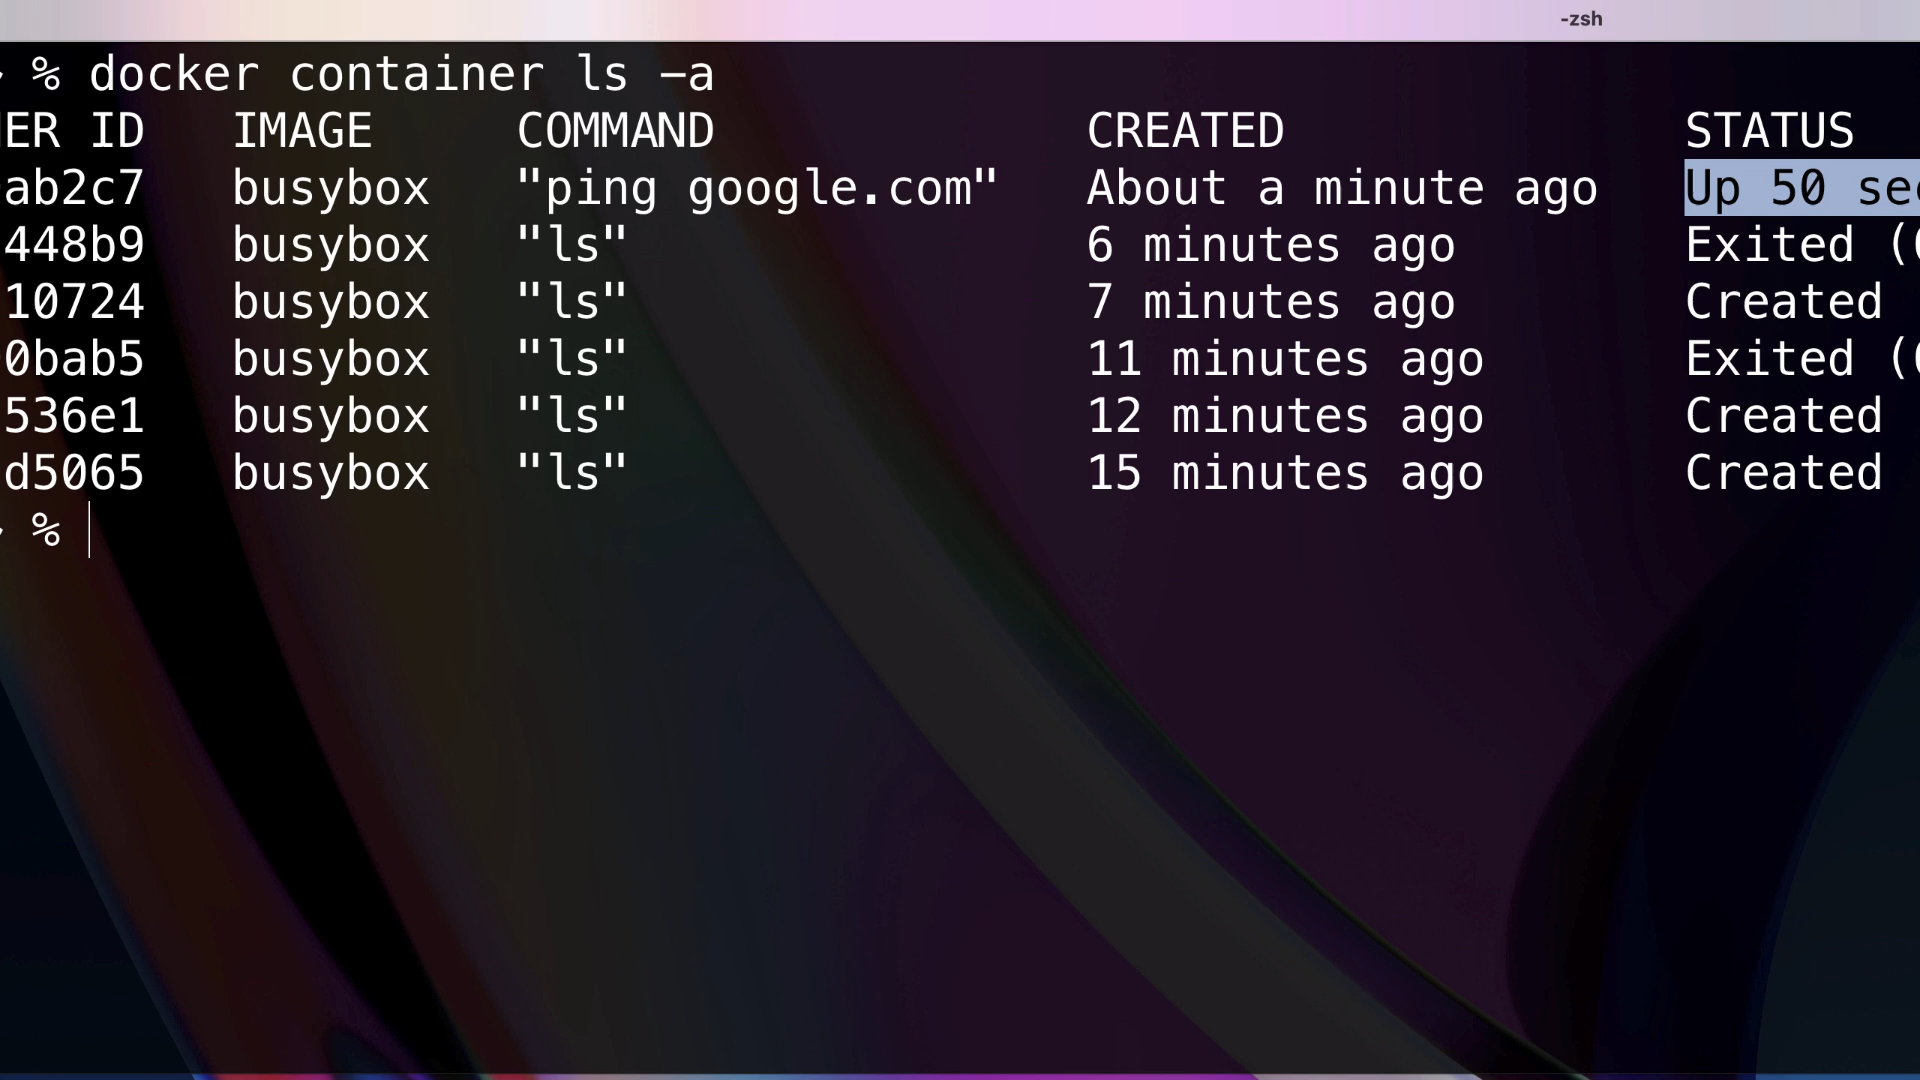 -zsh
% docker container ls -a
ER ID IMAGE COMMAND CREATED STATUS
ab2c7 busybox "ping google.com" About a minute ago Up 50 sec
448b9 busybox "ls" 6 minutes ago Exited (
10724 busybox "ls" 7 minutes ago Created
0bab5 busybox "ls" 11 minutes ago Exited (
536e1 busybox "ls" 12 minutes ago Created
d5065 busybox "ls" 15 minutes ago Created
%